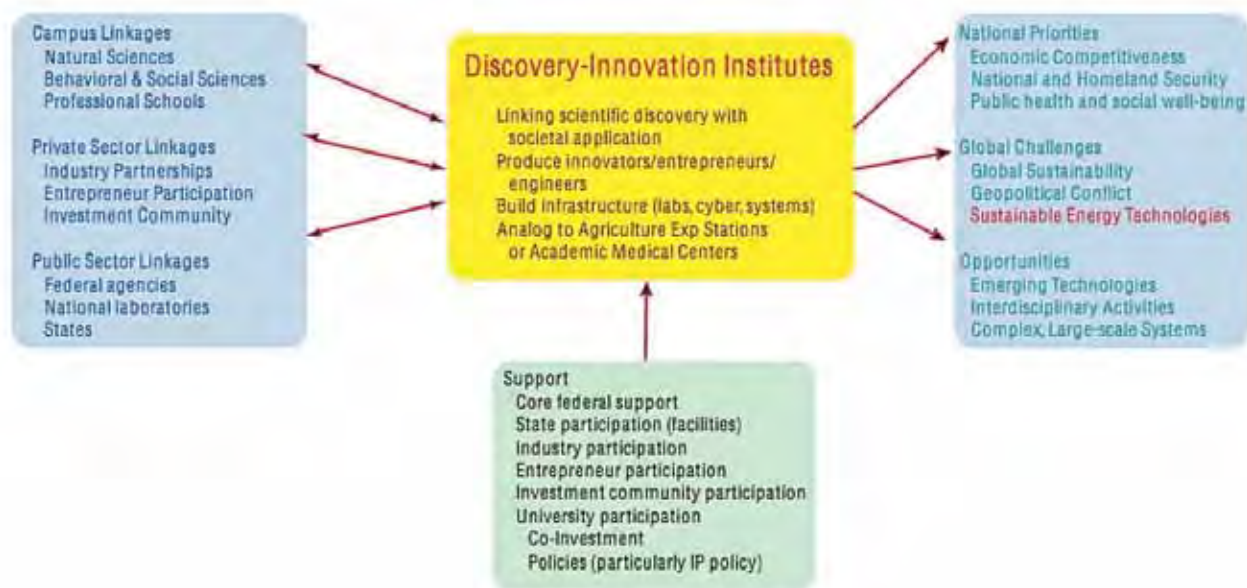 Campus Linkages
Natural Sciences
Behavioral & Social Sciences
Professional Schools
Private Sector Linkages
Industry Partnerships
Entrepreneur Participation
Investment Community
Public Sector Linkages
Federal agencies
National laboratories
States
Discovery-Innovation Institutes
Linking scientific discovery with
societal application
Produce innovators/entrepreneurs/
engineers
Build infrastructure (labs, cyber, systems)
Analog to Agriculture Exp Stations
or Academic Medical Centers
National Priorities
Economic Competitiveness
National and Homeland Security
Public health and social well-being
Global Challenges
Global Sustainability
Geopolitical Conflict
Sustainable Energy Technologies
Opportunities
Emerging Technologies
Interdisciplinary Activities
Complex, Large-scale Systems
Support
Core federal support
State participation (facilities)
Industry participation
Entrepreneur participation
Investment community participation
University participation
Co-Investment
Policies (particularly IP policy)